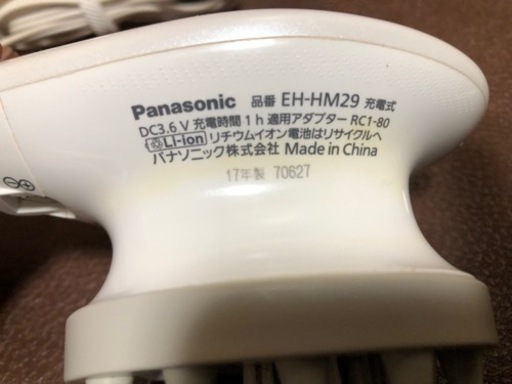 Panasonic 品番 EH-HM29 充電式
DC3.6V 充電時間1h 適用アダプター RC1-80
Li-ion リチウムイオン電池はリサイクルへ
パナソニック株式会社 Made in China
17年製 70627